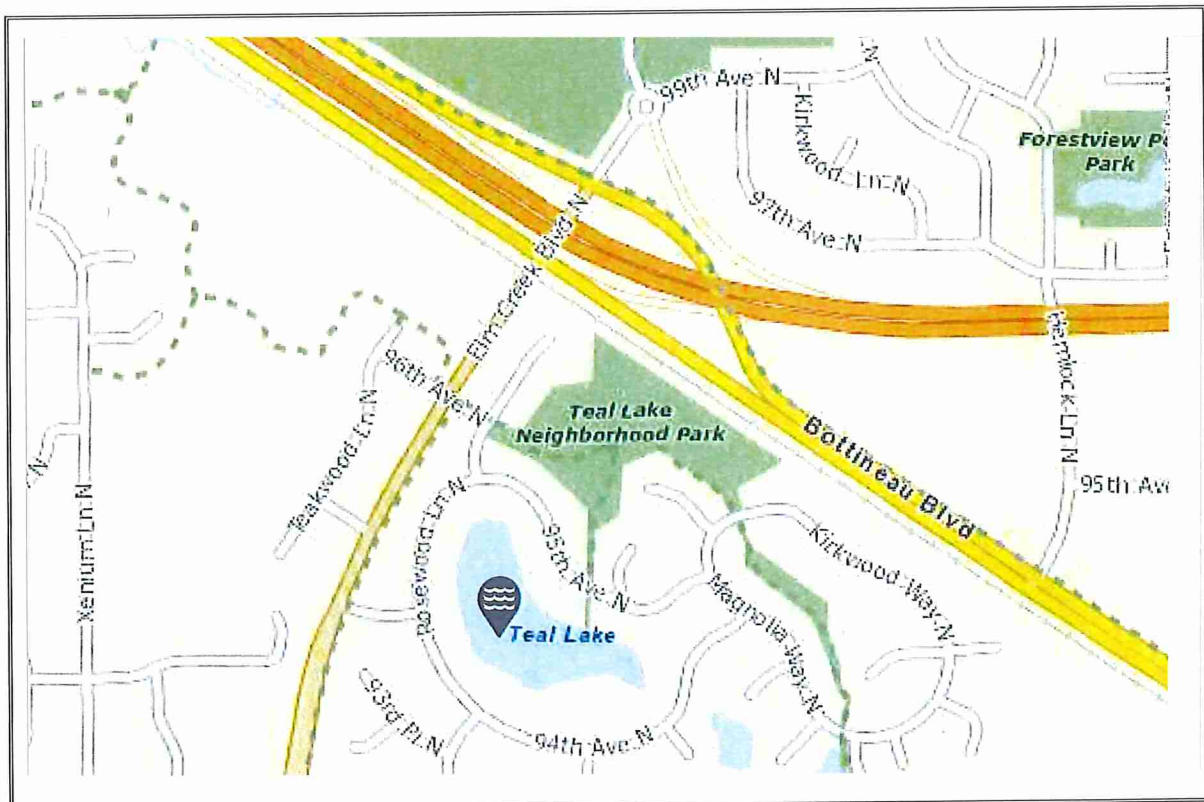 99th Ave N
Kirkwood Ln N
97th Ave N
Forestview P
Park
Elm Creek Blvd N
96th Ave N
Teakwood Ln N
Xenium Ln N
N
Teal Lake
Neighborhood Park
Bottineau Blvd
Hemlock Ln N
95th Av
Rosewood Ln N
95th Ave N
Kirkwood Way N
Magnolia Way N
Teal Lake
93rd Pl N
94th Ave N